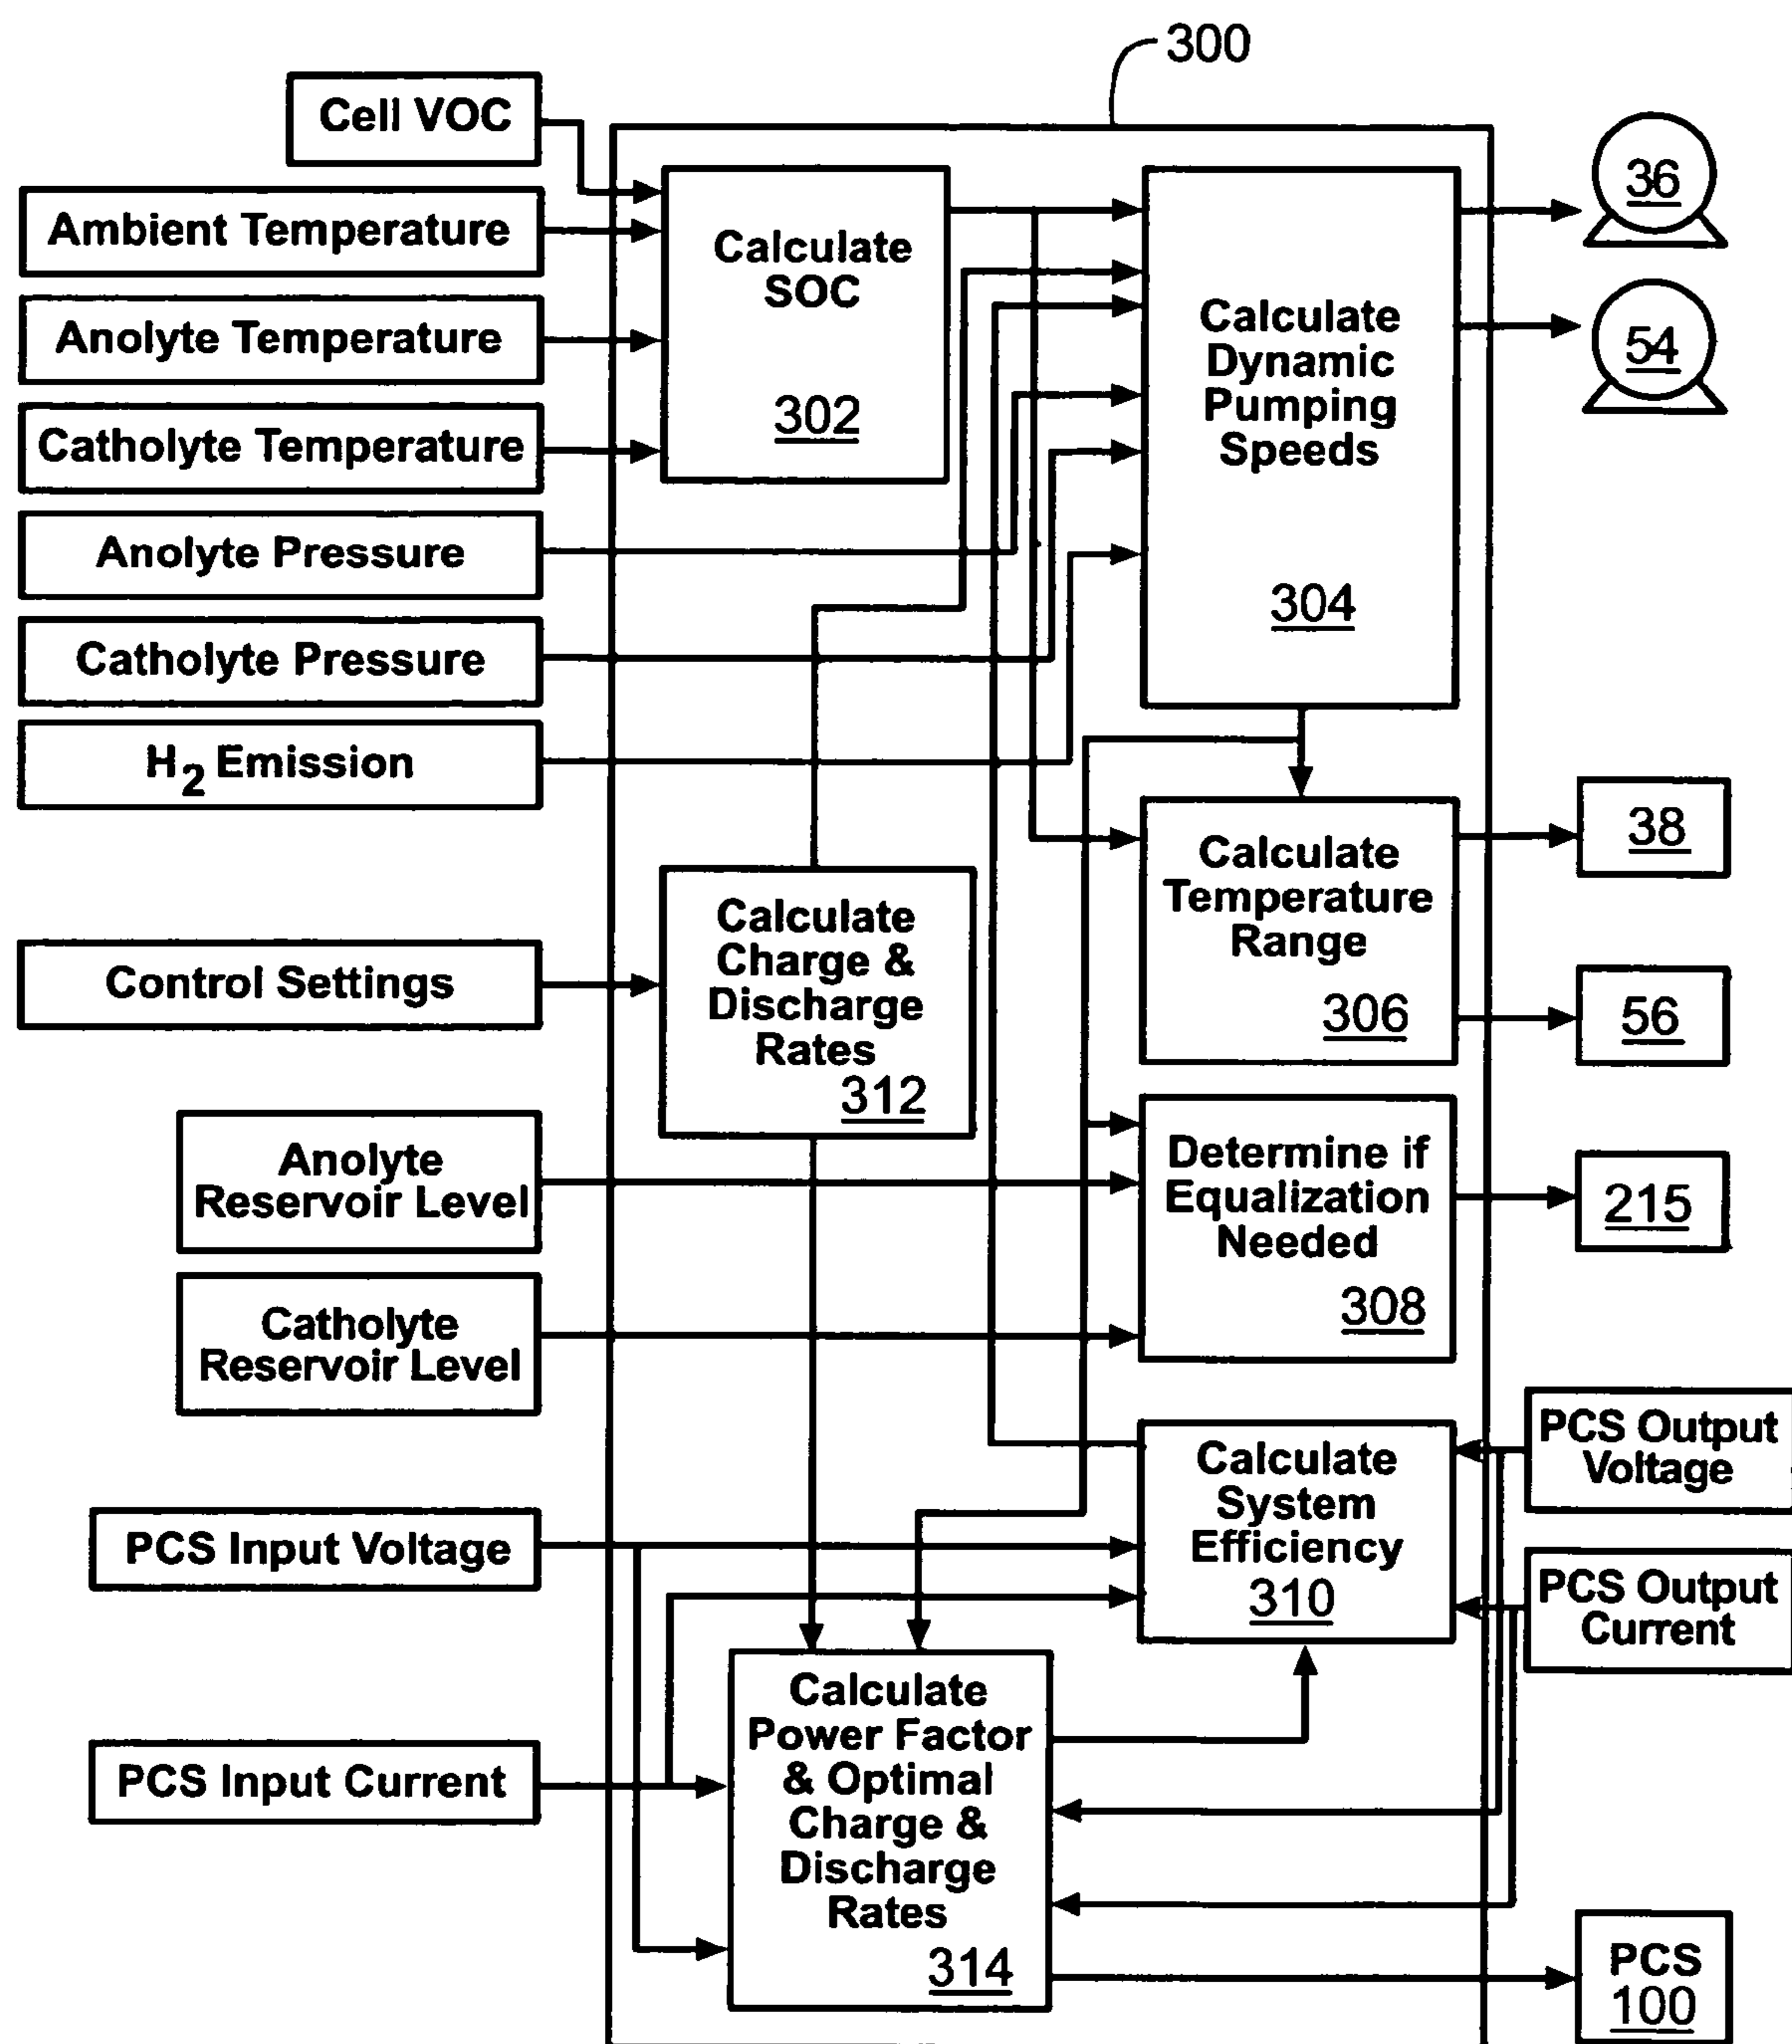 300
Cell VOC
Ambient Temperature
Anolyte Temperature
Catholyte Temperature
Anolyte Pressure
Catholyte Pressure
H₂ Emission
Control Settings
Anolyte
Reservoir Level
Catholyte
Reservoir Level
PCS Input Voltage
PCS Input Current
Calculate
SOC
302
Calculate
Charge &
Discharge
Rates
312
Calculate
Power Factor
& Optimal
Charge &
Discharge
Rates
314
Calculate
Dynamic
Pumping
Speeds
304
Calculate
Temperature
Range
306
Determine if
Equalization
Needed
308
Calculate
System
Efficiency
310
36
54
38
56
215
PCS Output
Voltage
PCS Output
Current
PCS
100